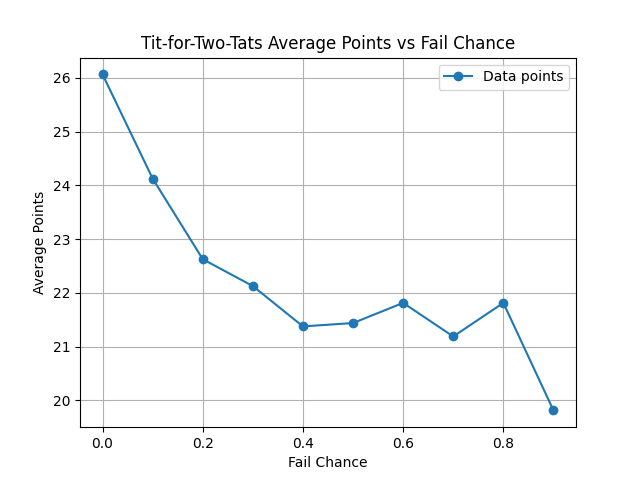 Tit-for-Two-Tats Average Points vs Fail Chance
Data points
26
25
24
23
22
21
20
Average Points
0.0 0.2 0.4 0.6 0.8
Fail Chance